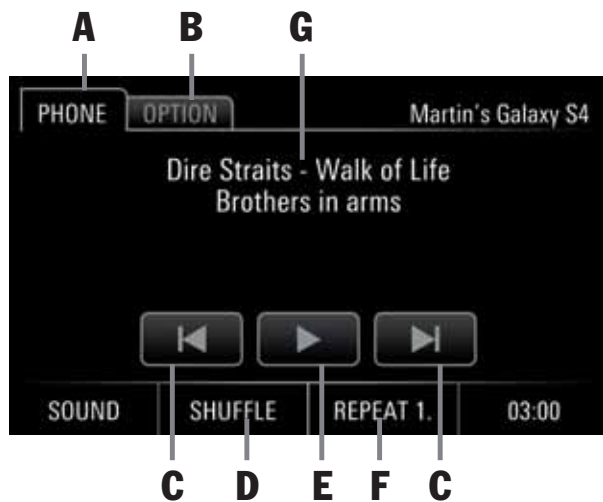 A B G
PHONE OPTION Martin's Galaxy S4
Dire Straits - Walk of Life
Brothers in arms
SOUND SHUFFLE REPEAT 1. 03:00
C D E F C